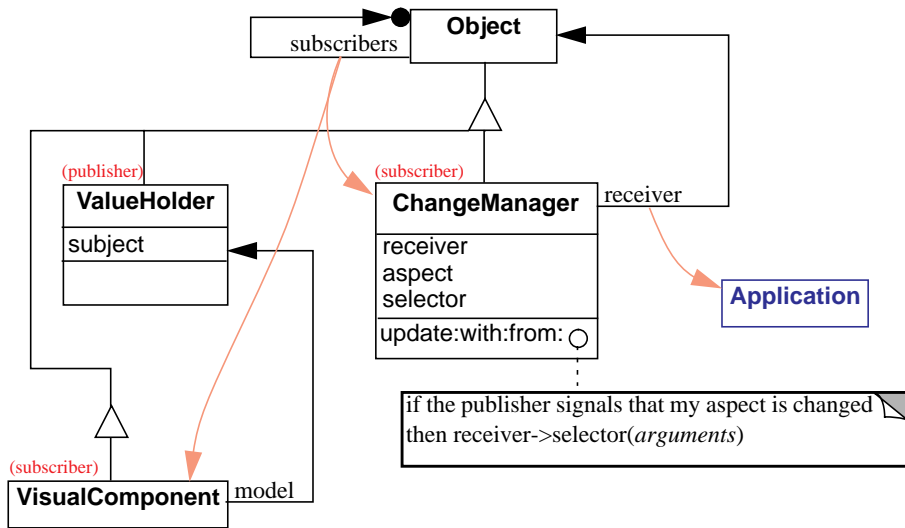 Object
subscribers
(publisher)
ValueHolder
subject
(subscriber)
ChangeManager
receiver
aspect
selector
update:with:from:
receiver
Application
if the publisher signals that my aspect is changed
then receiver->selector(arguments)
(subscriber)
VisualComponent
model